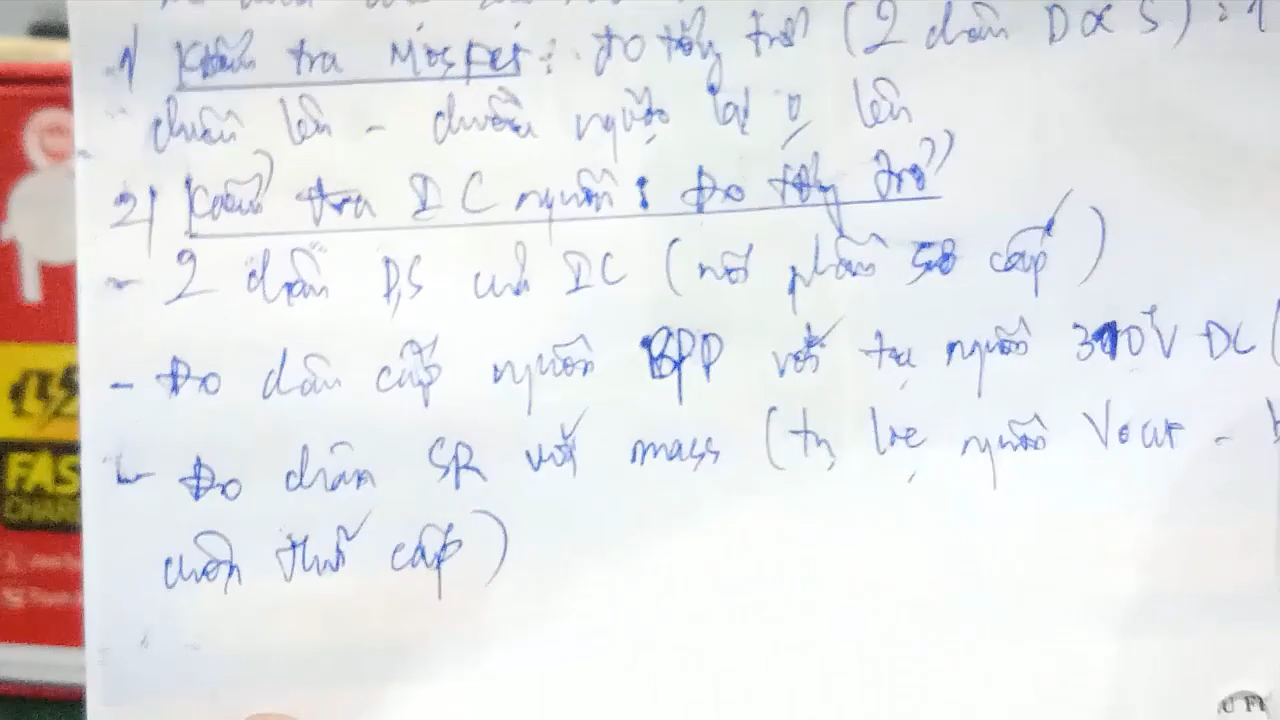 1/ Kiểm tra Mosfet: đo tổng trở (2 chân D & S): 1
chiều lên - chiều ngược lại ko lên
2/ Kiểm tra IC nguồn: Đo tổng trở
- 2 chân D,S của IC (nối phần sơ cấp)
- Đo chân cấp nguồn BPP với tụ nguồn 310V DC (
- Đo chân SR với mass (tụ lọc nguồn Vout -
cuộn thứ cấp)
FAS